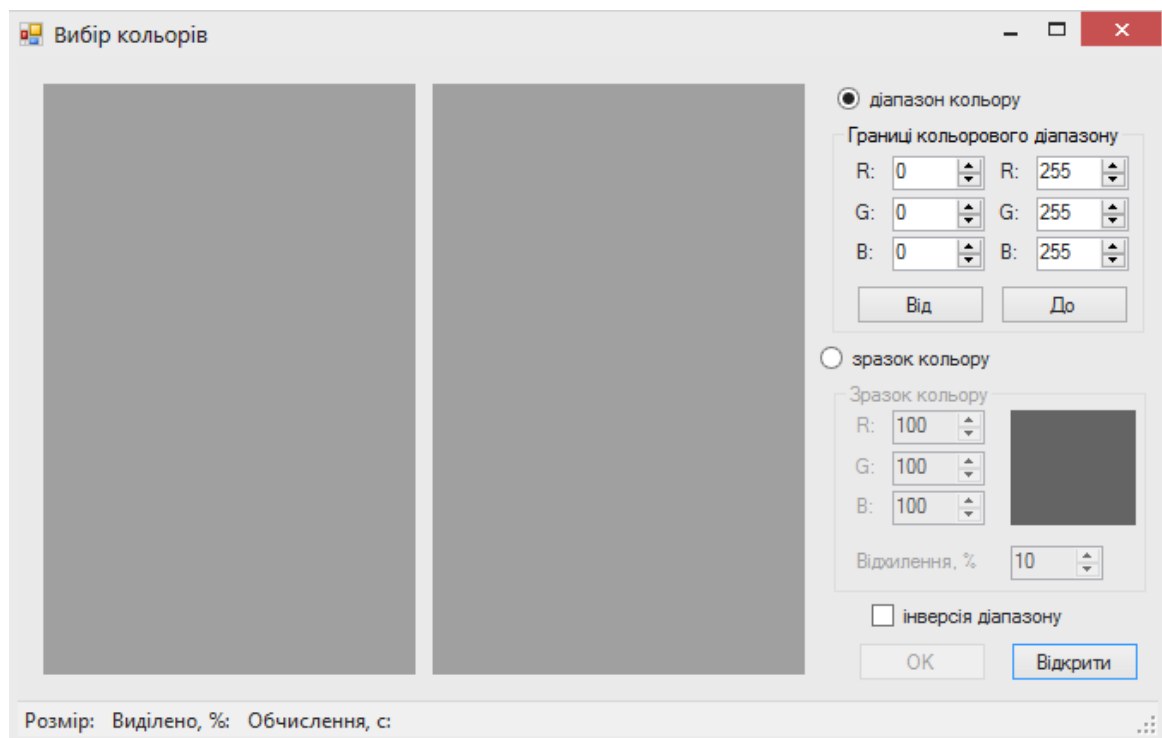 Вибір кольорів
діапазон кольору
Границі кольорового діапазону
R: 0 R: 255
G: 0 G: 255
B: 0 B: 255
Від До
зразок кольору
Зразок кольору
R: 100
G: 100
B: 100
Відхилення, % 10
інверсія діапазону
OK Відкрити
Розмір: Виділено, %: Обчислення, с: